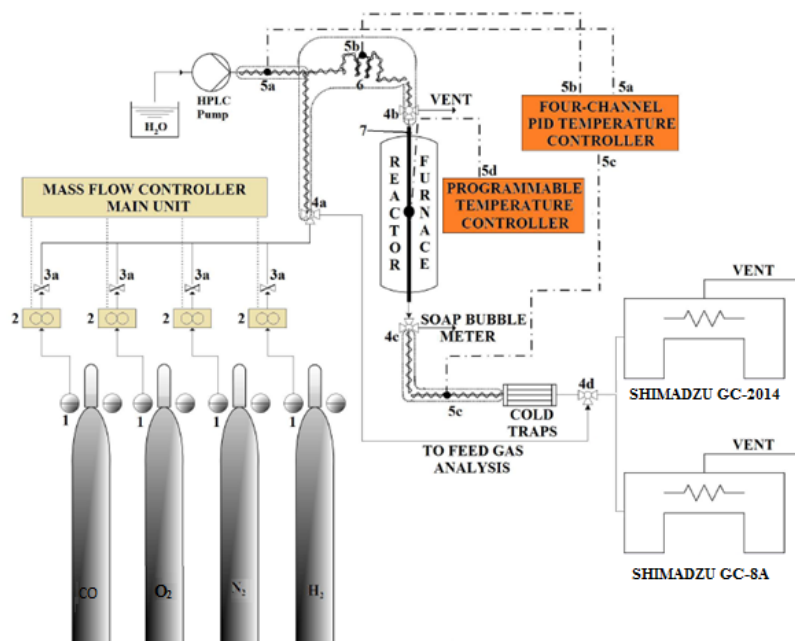 5b
5a
6
HPLC
Pump
H₂O
4b
VENT
7
5b
5a
FOUR-CHANNEL
PID TEMPERATURE
CONTROLLER
5c
5d
PROGRAMMABLE
TEMPERATURE
CONTROLLER
REACTOR
FURNACE
MASS FLOW CONTROLLER
MAIN UNIT
4a
3a
3a
3a
3a
2
2
2
2
1
1
1
1
CO
O₂
N₂
H₂
4c
SOAP BUBBLE
METER
5c
COLD
TRAPS
4d
TO FEED GAS
ANALYSIS
VENT
SHIMADZU GC-2014
VENT
SHIMADZU GC-8A